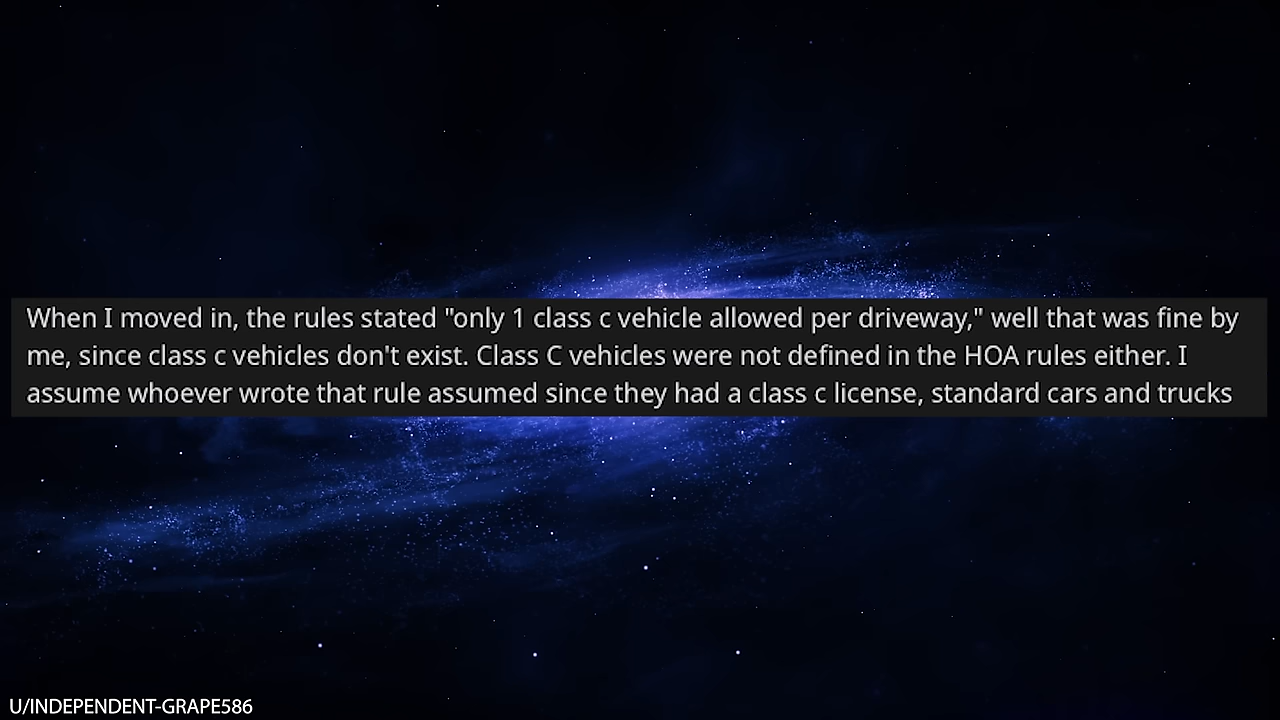 When I moved in, the rules stated "only 1 class c vehicle allowed per driveway," well that was fine by
me, since class c vehicles don't exist. Class C vehicles were not defined in the HOA rules either. I
assume whoever wrote that rule assumed since they had a class c license, standard cars and trucks
U/INDEPENDENT-GRAPE586